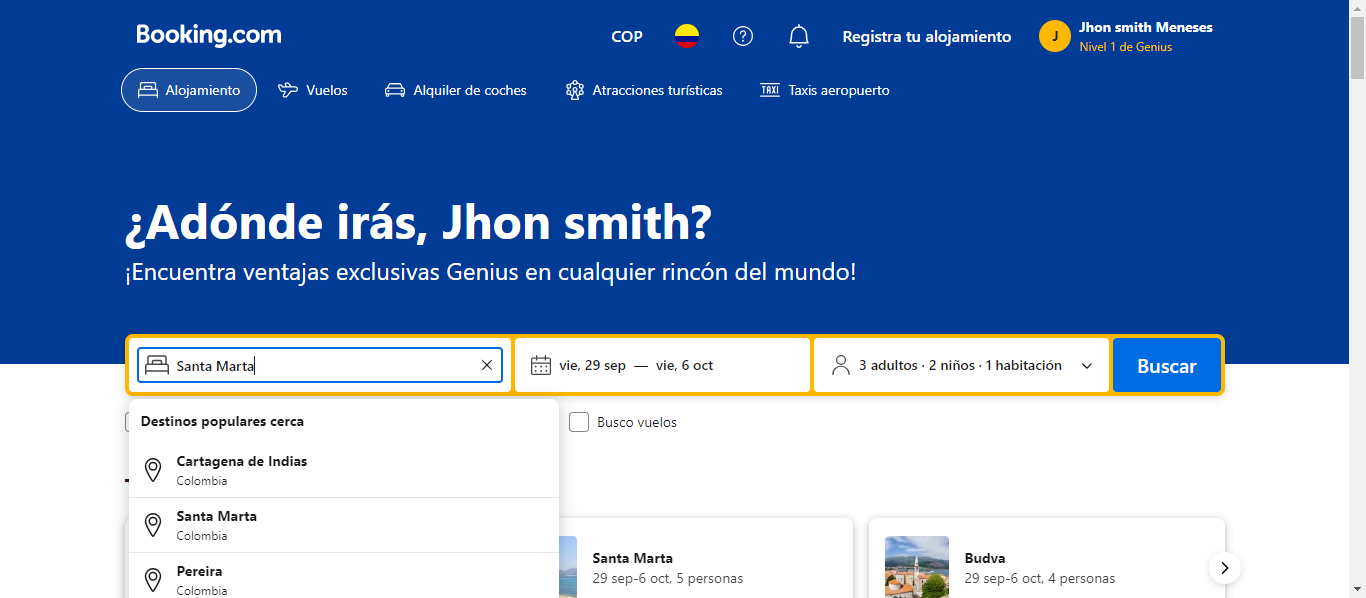 Booking.com
COP
Registra tu alojamiento
J
Jhon smith Meneses
Nivel 1 de Genius
Alojamiento
Vuelos
Alquiler de coches
Atracciones turísticas
TAXI
Taxis aeropuerto
¿Adónde irás, Jhon smith?
¡Encuentra ventajas exclusivas Genius en cualquier rincón del mundo!
Santa Marta
vie, 29 sep — vie, 6 oct
3 adultos · 2 niños · 1 habitación
Buscar
Destinos populares cerca
Busco vuelos
Cartagena de Indias
Colombia
Santa Marta
Colombia
Pereira
Colombia
Santa Marta
29 sep-6 oct, 5 personas
Budva
29 sep-6 oct, 4 personas